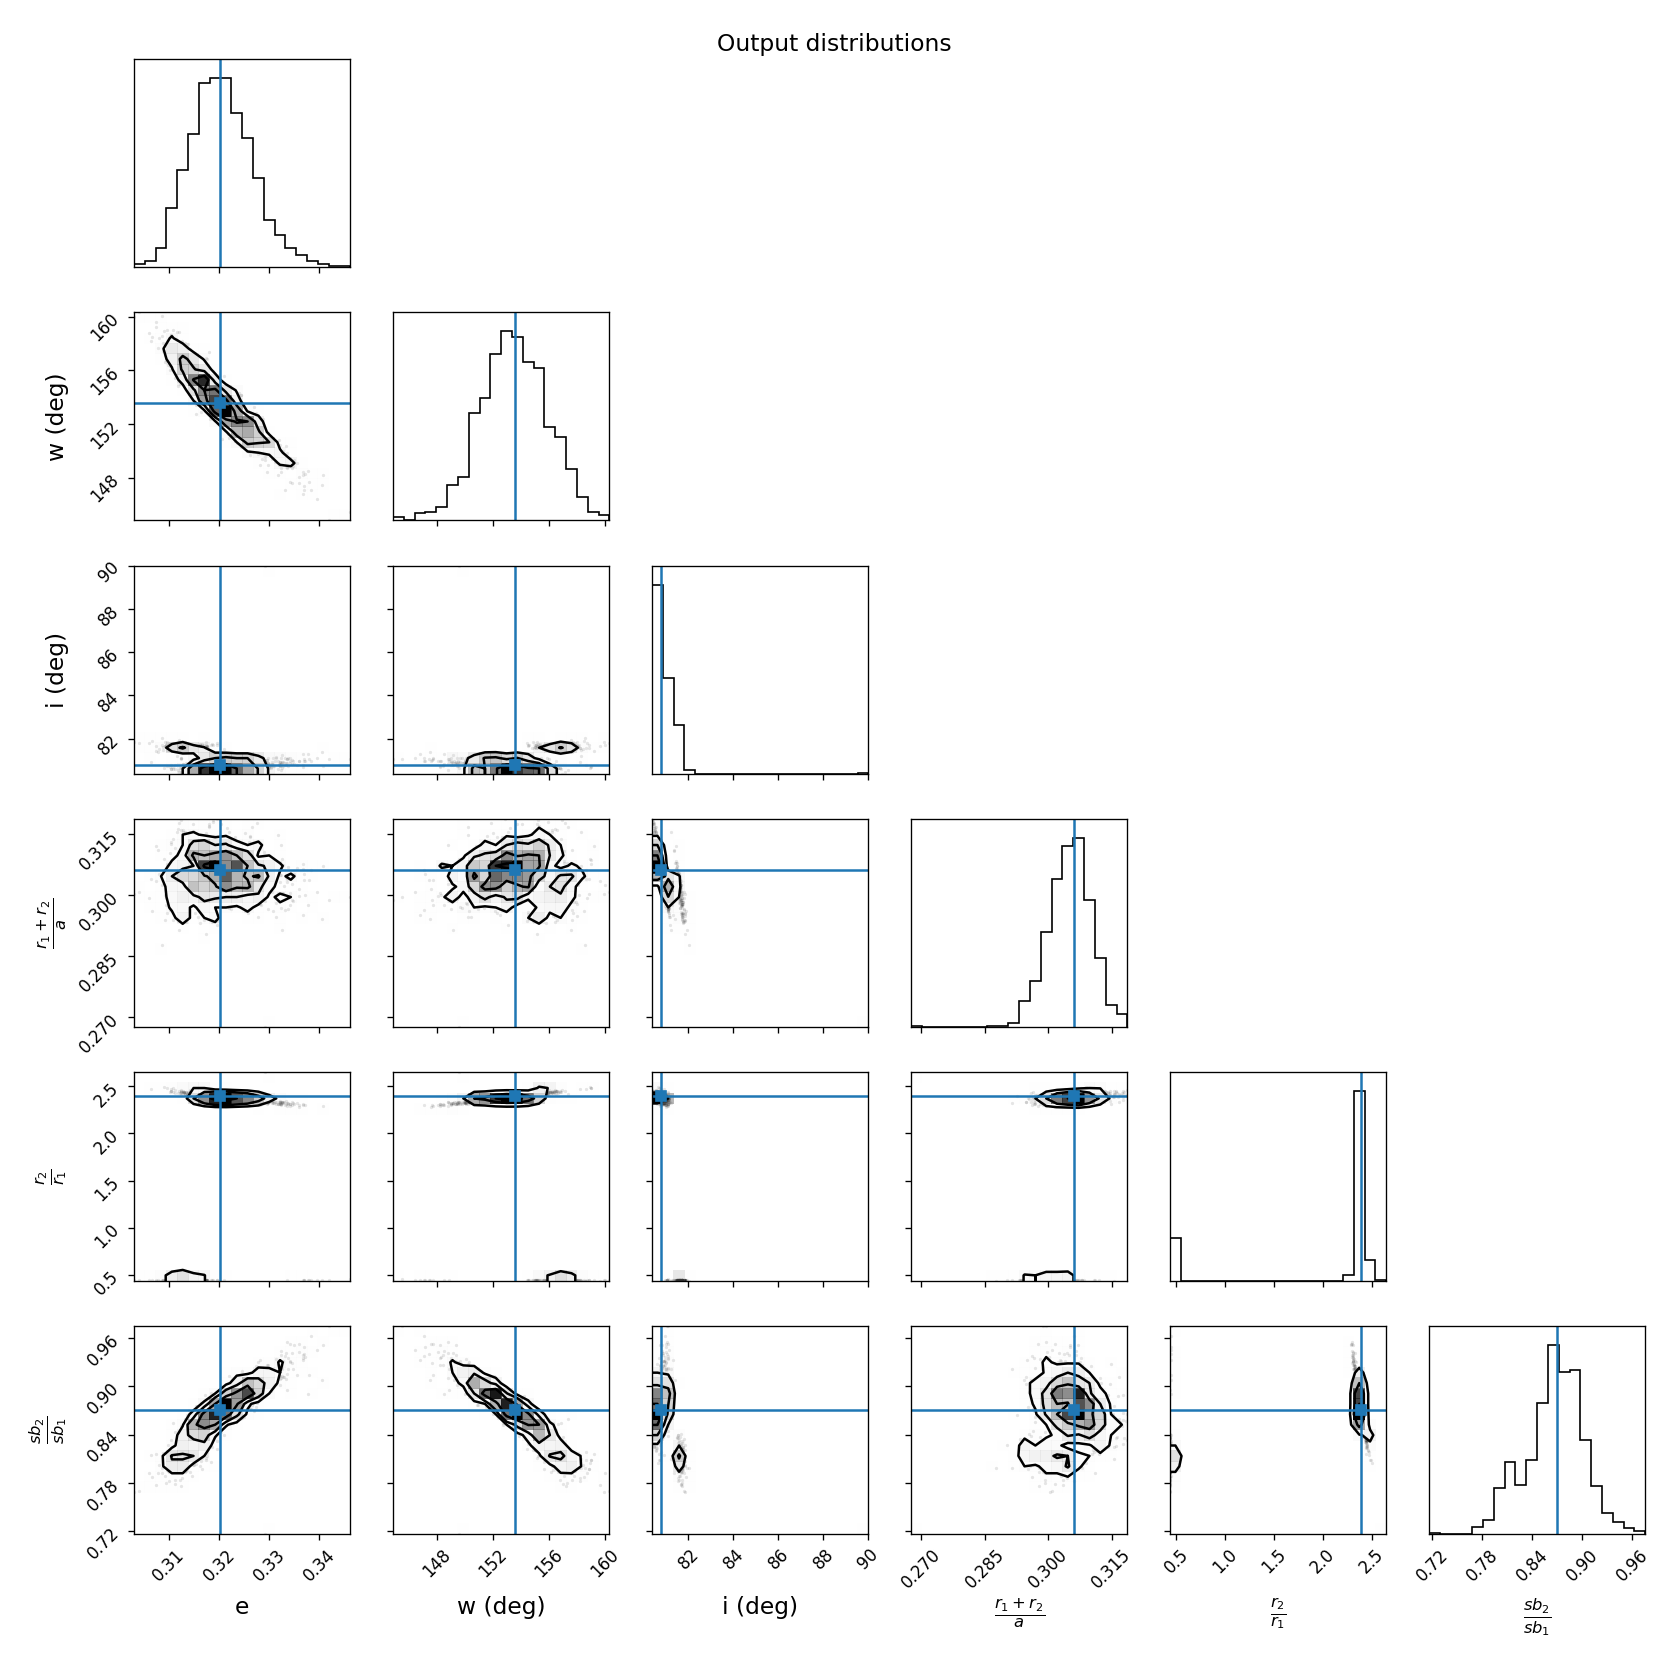 Output distributions
160
156
152
148
w (deg)
90
88
86
84
82
i (deg)
0.315
0.300
0.285
0.270
r₁ + r₂
a
2.5
2.0
1.5
1.0
0.5
r₂
r₁
0.96
0.90
0.84
0.78
0.72
sb₂
sb₁
0.31 0.32 0.33 0.34
148 152 156 160
82 84 86 88 90
0.270 0.285 0.300 0.315
0.5 1.0 1.5 2.0 2.5
0.72 0.78 0.84 0.90 0.96
e
w (deg)
i (deg)
r₁ + r₂
a
r₂
r₁
sb₂
sb₁